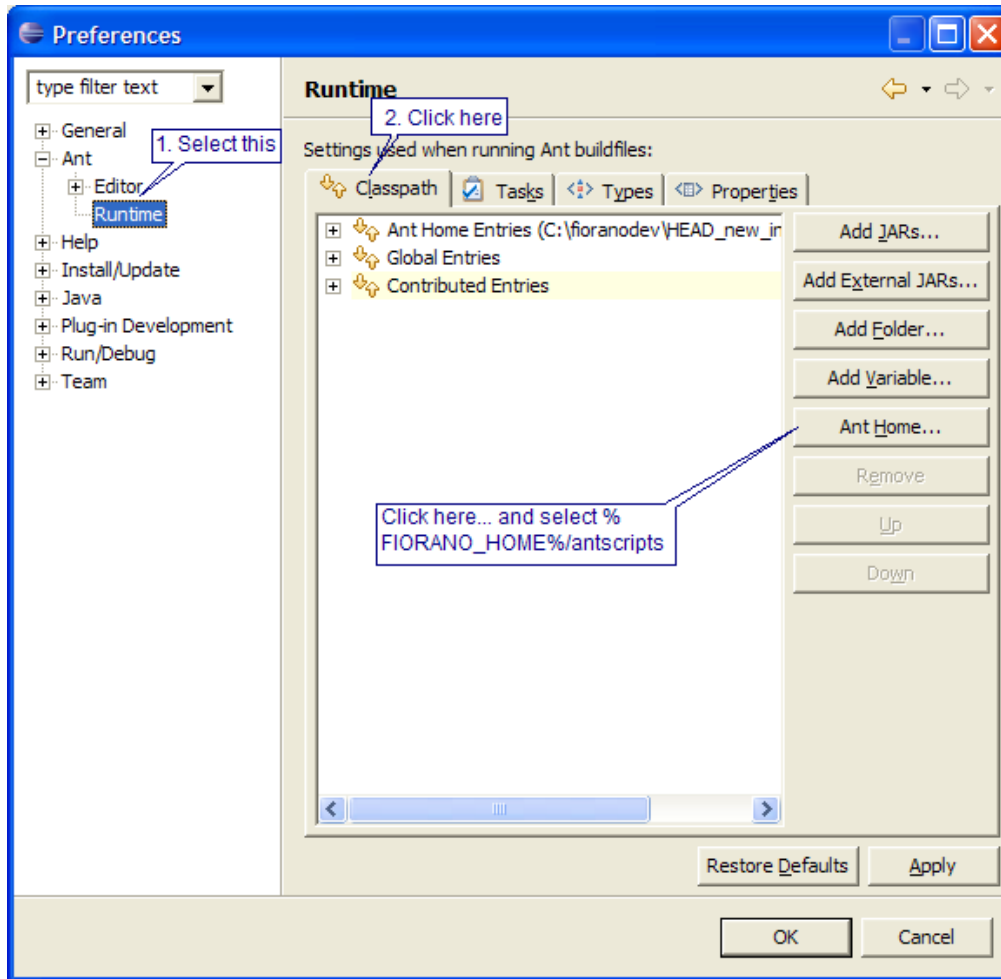 Preferences
type filter text
General
Ant
Editor
Runtime
Help
Install/Update
Java
Plug-in Development
Run/Debug
Team
1. Select this
Runtime
2. Click here
Settings used when running Ant buildfiles:
Classpath Tasks Types Properties
Ant Home Entries (C:\fioranodev\HEAD_new_in
Global Entries
Contributed Entries
Add JARs...
Add External JARs...
Add Folder...
Add Variable...
Ant Home...
Remove
Up
Down
Click here... and select %
FIORANO_HOME%/antscripts
Restore Defaults Apply
OK Cancel